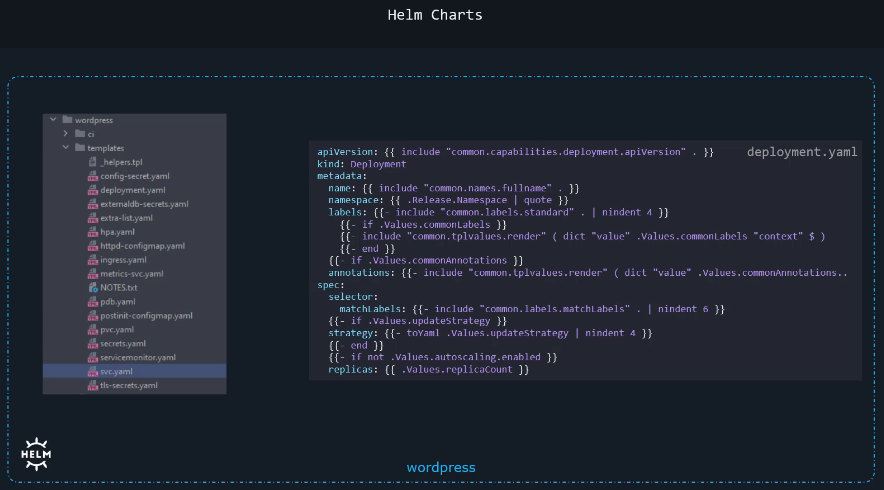 Helm Charts
wordpress
ci
templates
_helpers.tpl
config-secret.yaml
deployment.yaml
externaldb-secrets.yaml
extra-list.yaml
hpa.yaml
httpd-configmap.yaml
ingress.yaml
metrics-svc.yaml
NOTES.txt
pdb.yaml
postinit-configmap.yaml
pvc.yaml
secrets.yaml
servicemonitor.yaml
svc.yaml
tls-secrets.yaml
deployment.yaml
apiVersion: {{ include "common.capabilities.deployment.apiVersion" . }}
kind: Deployment
metadata:
  name: {{ include "common.names.fullname" . }}
  namespace: {{ .Release.Namespace | quote }}
  labels: {{- include "common.labels.standard" . | nindent 4 }}
    {{- if .Values.commonLabels }}
    {{- include "common.tplvalues.render" ( dict "value" .Values.commonLabels "context" $ )
    {{- end }}
  {{- if .Values.commonAnnotations }}
  annotations: {{- include "common.tplvalues.render" ( dict "value" .Values.commonAnnotations..
spec:
  selector:
    matchLabels: {{- include "common.labels.matchLabels" . | nindent 6 }}
  {{- if .Values.updateStrategy }}
  strategy: {{- toYaml .Values.updateStrategy | nindent 4 }}
  {{- end }}
  {{- if not .Values.autoscaling.enabled }}
  replicas: {{ .Values.replicaCount }}
HELM
wordpress